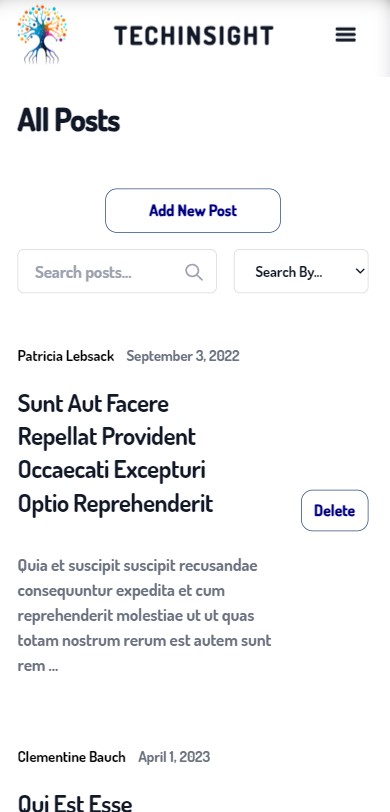 TECHINSIGHT
All Posts
Add New Post
Search posts...
Search By...
Patricia Lebsack September 3, 2022
Sunt Aut Facere
Repellat Provident
Occaecati Excepturi
Optio Reprehenderit
Delete
Quia et suscipit suscipit recusandae
consequuntur expedita et cum
reprehenderit molestiae ut ut quas
totam nostrum rerum est autem sunt
rem ...
Clementine Bauch April 1, 2023
Qui Est Esse